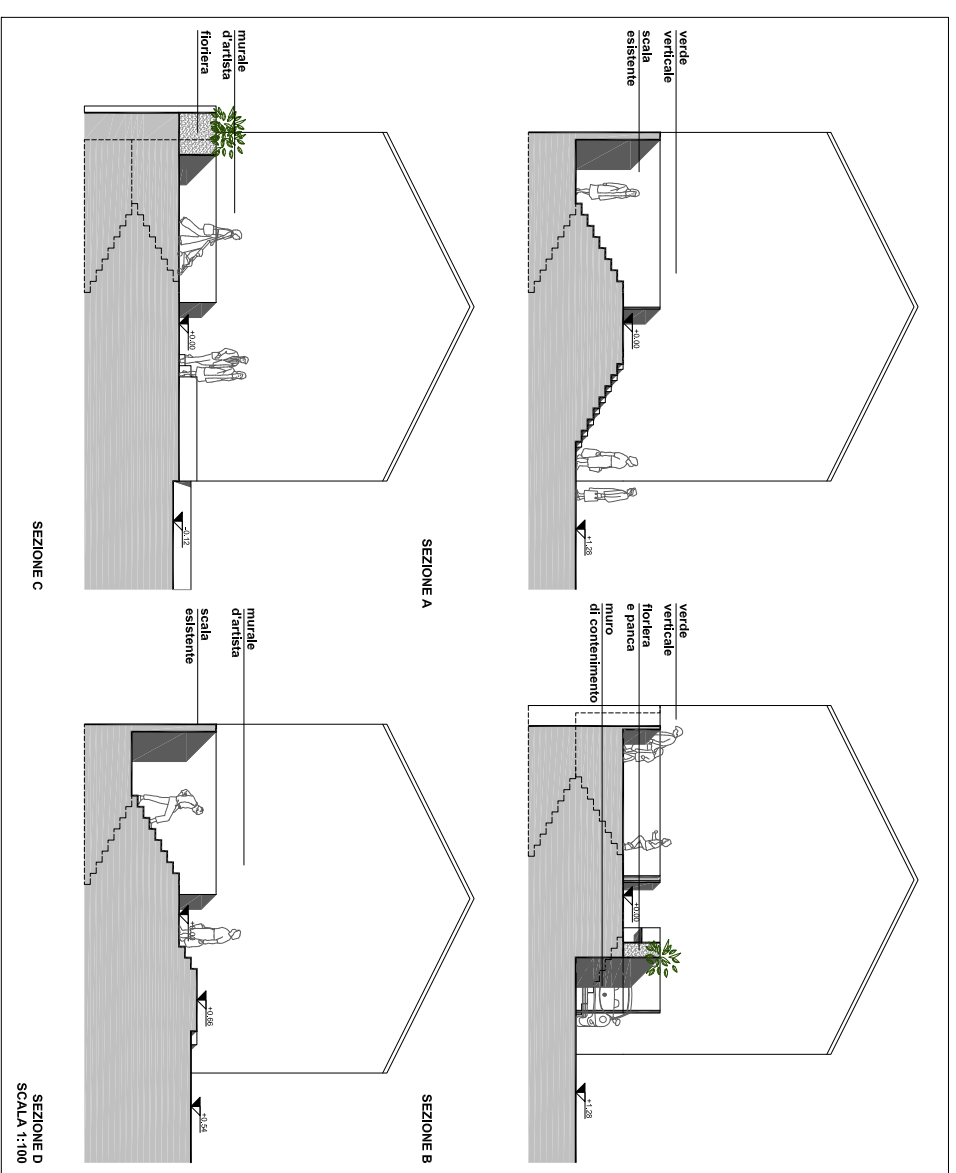 verde
verticale
scala
esistente
+0.00
+1.28
SEZIONE A
verde
verticale
fioriera
e panca
muro
di contenimento
+0.00
+1.28
SEZIONE B
murale
d'artista
fioriera
+0.00
-0.12
SEZIONE C
murale
d'artista
scala
esistente
+0.66
+0.54
SEZIONE D
SCALA 1:100